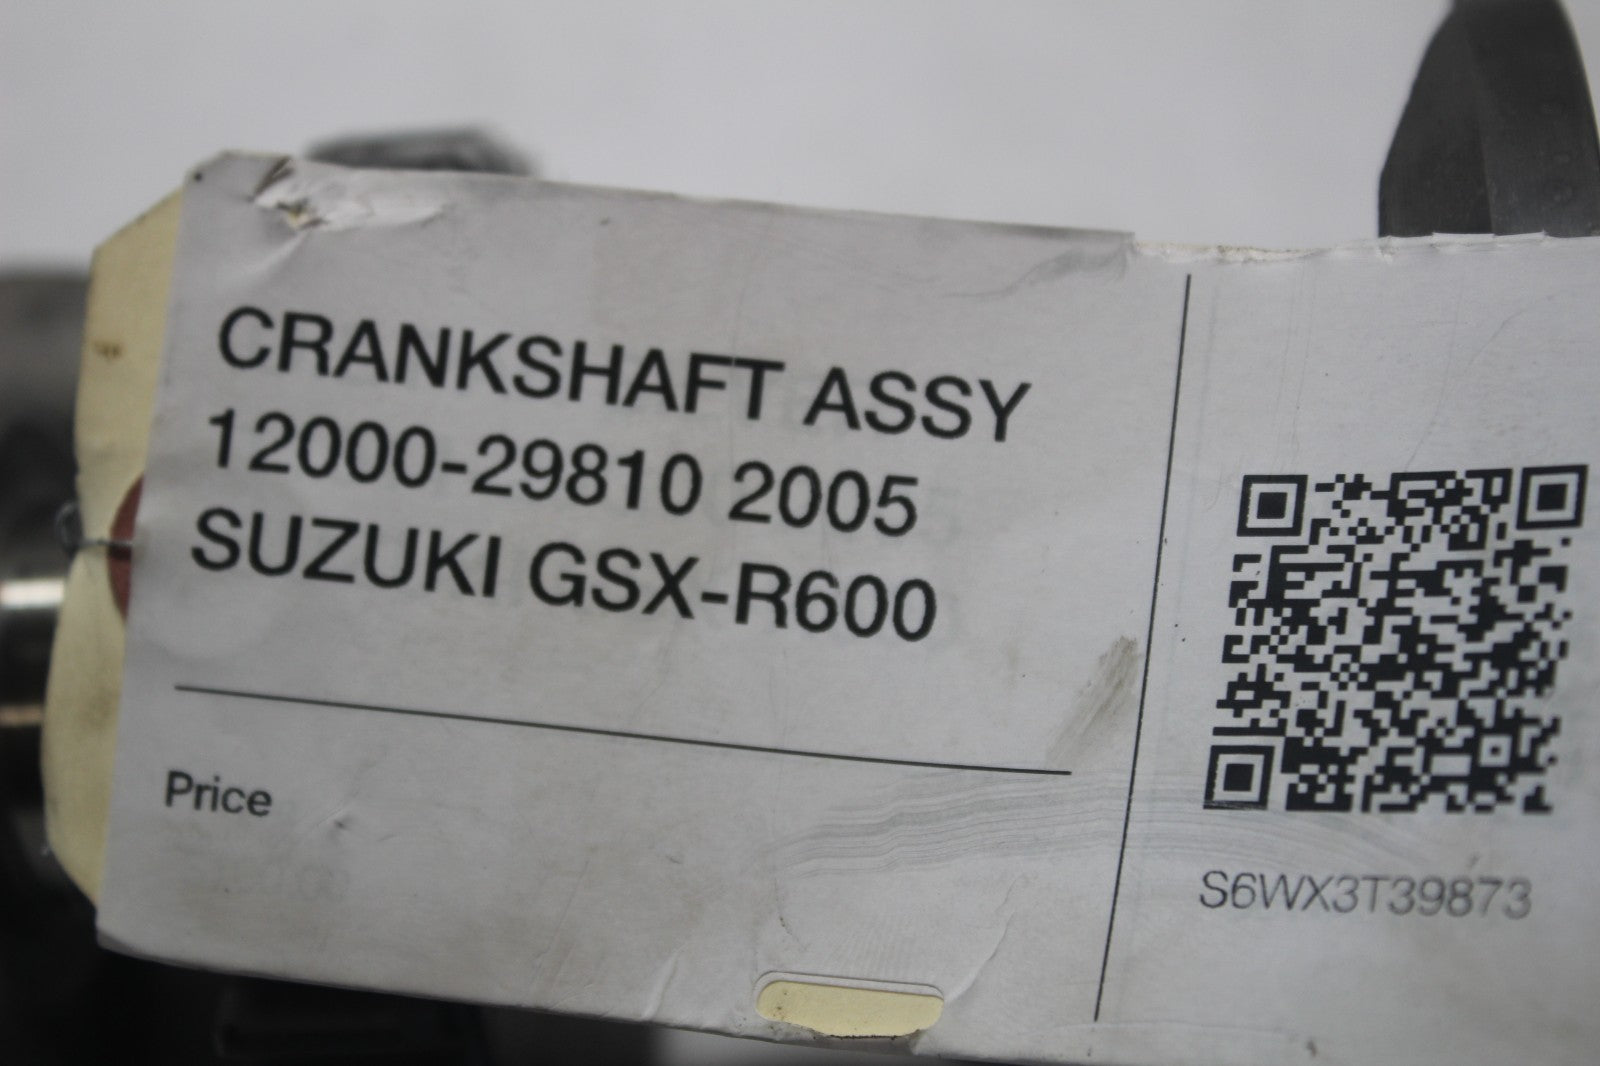 CRANKSHAFT ASSY
12000-29810 2005
SUZUKI GSX-R600
Price
S6WX3T39873